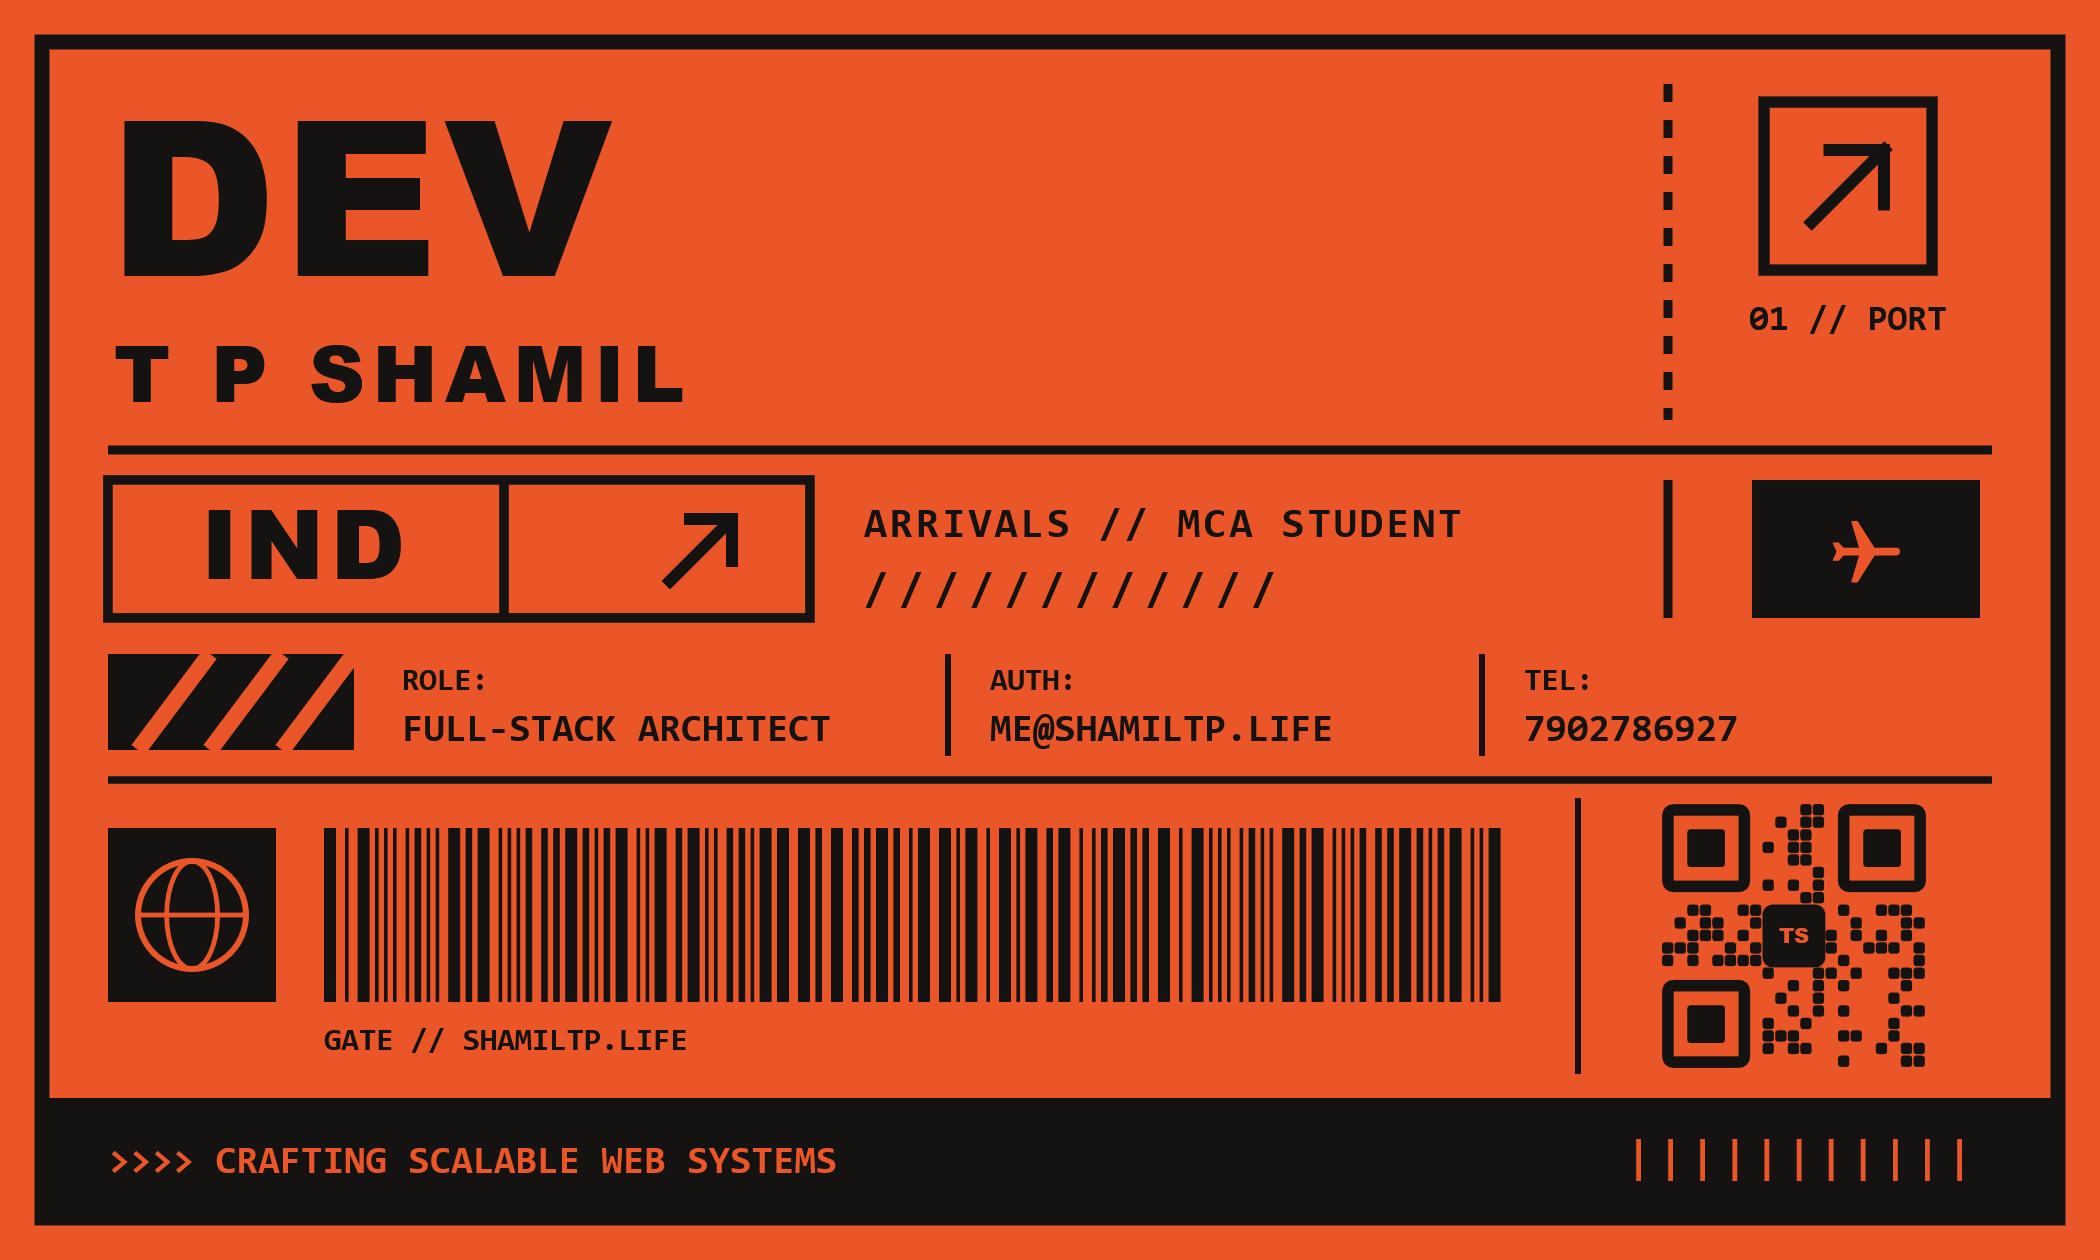 DEV
01 // PORT
T P SHAMIL
IND
ARRIVALS // MCA STUDENT
////////////
ROLE:
FULL-STACK ARCHITECT
AUTH:
ME@SHAMILTP.LIFE
TEL:
7902786927
TS
GATE // SHAMILTP.LIFE
>>>> CRAFTING SCALABLE WEB SYSTEMS
|||||||||||